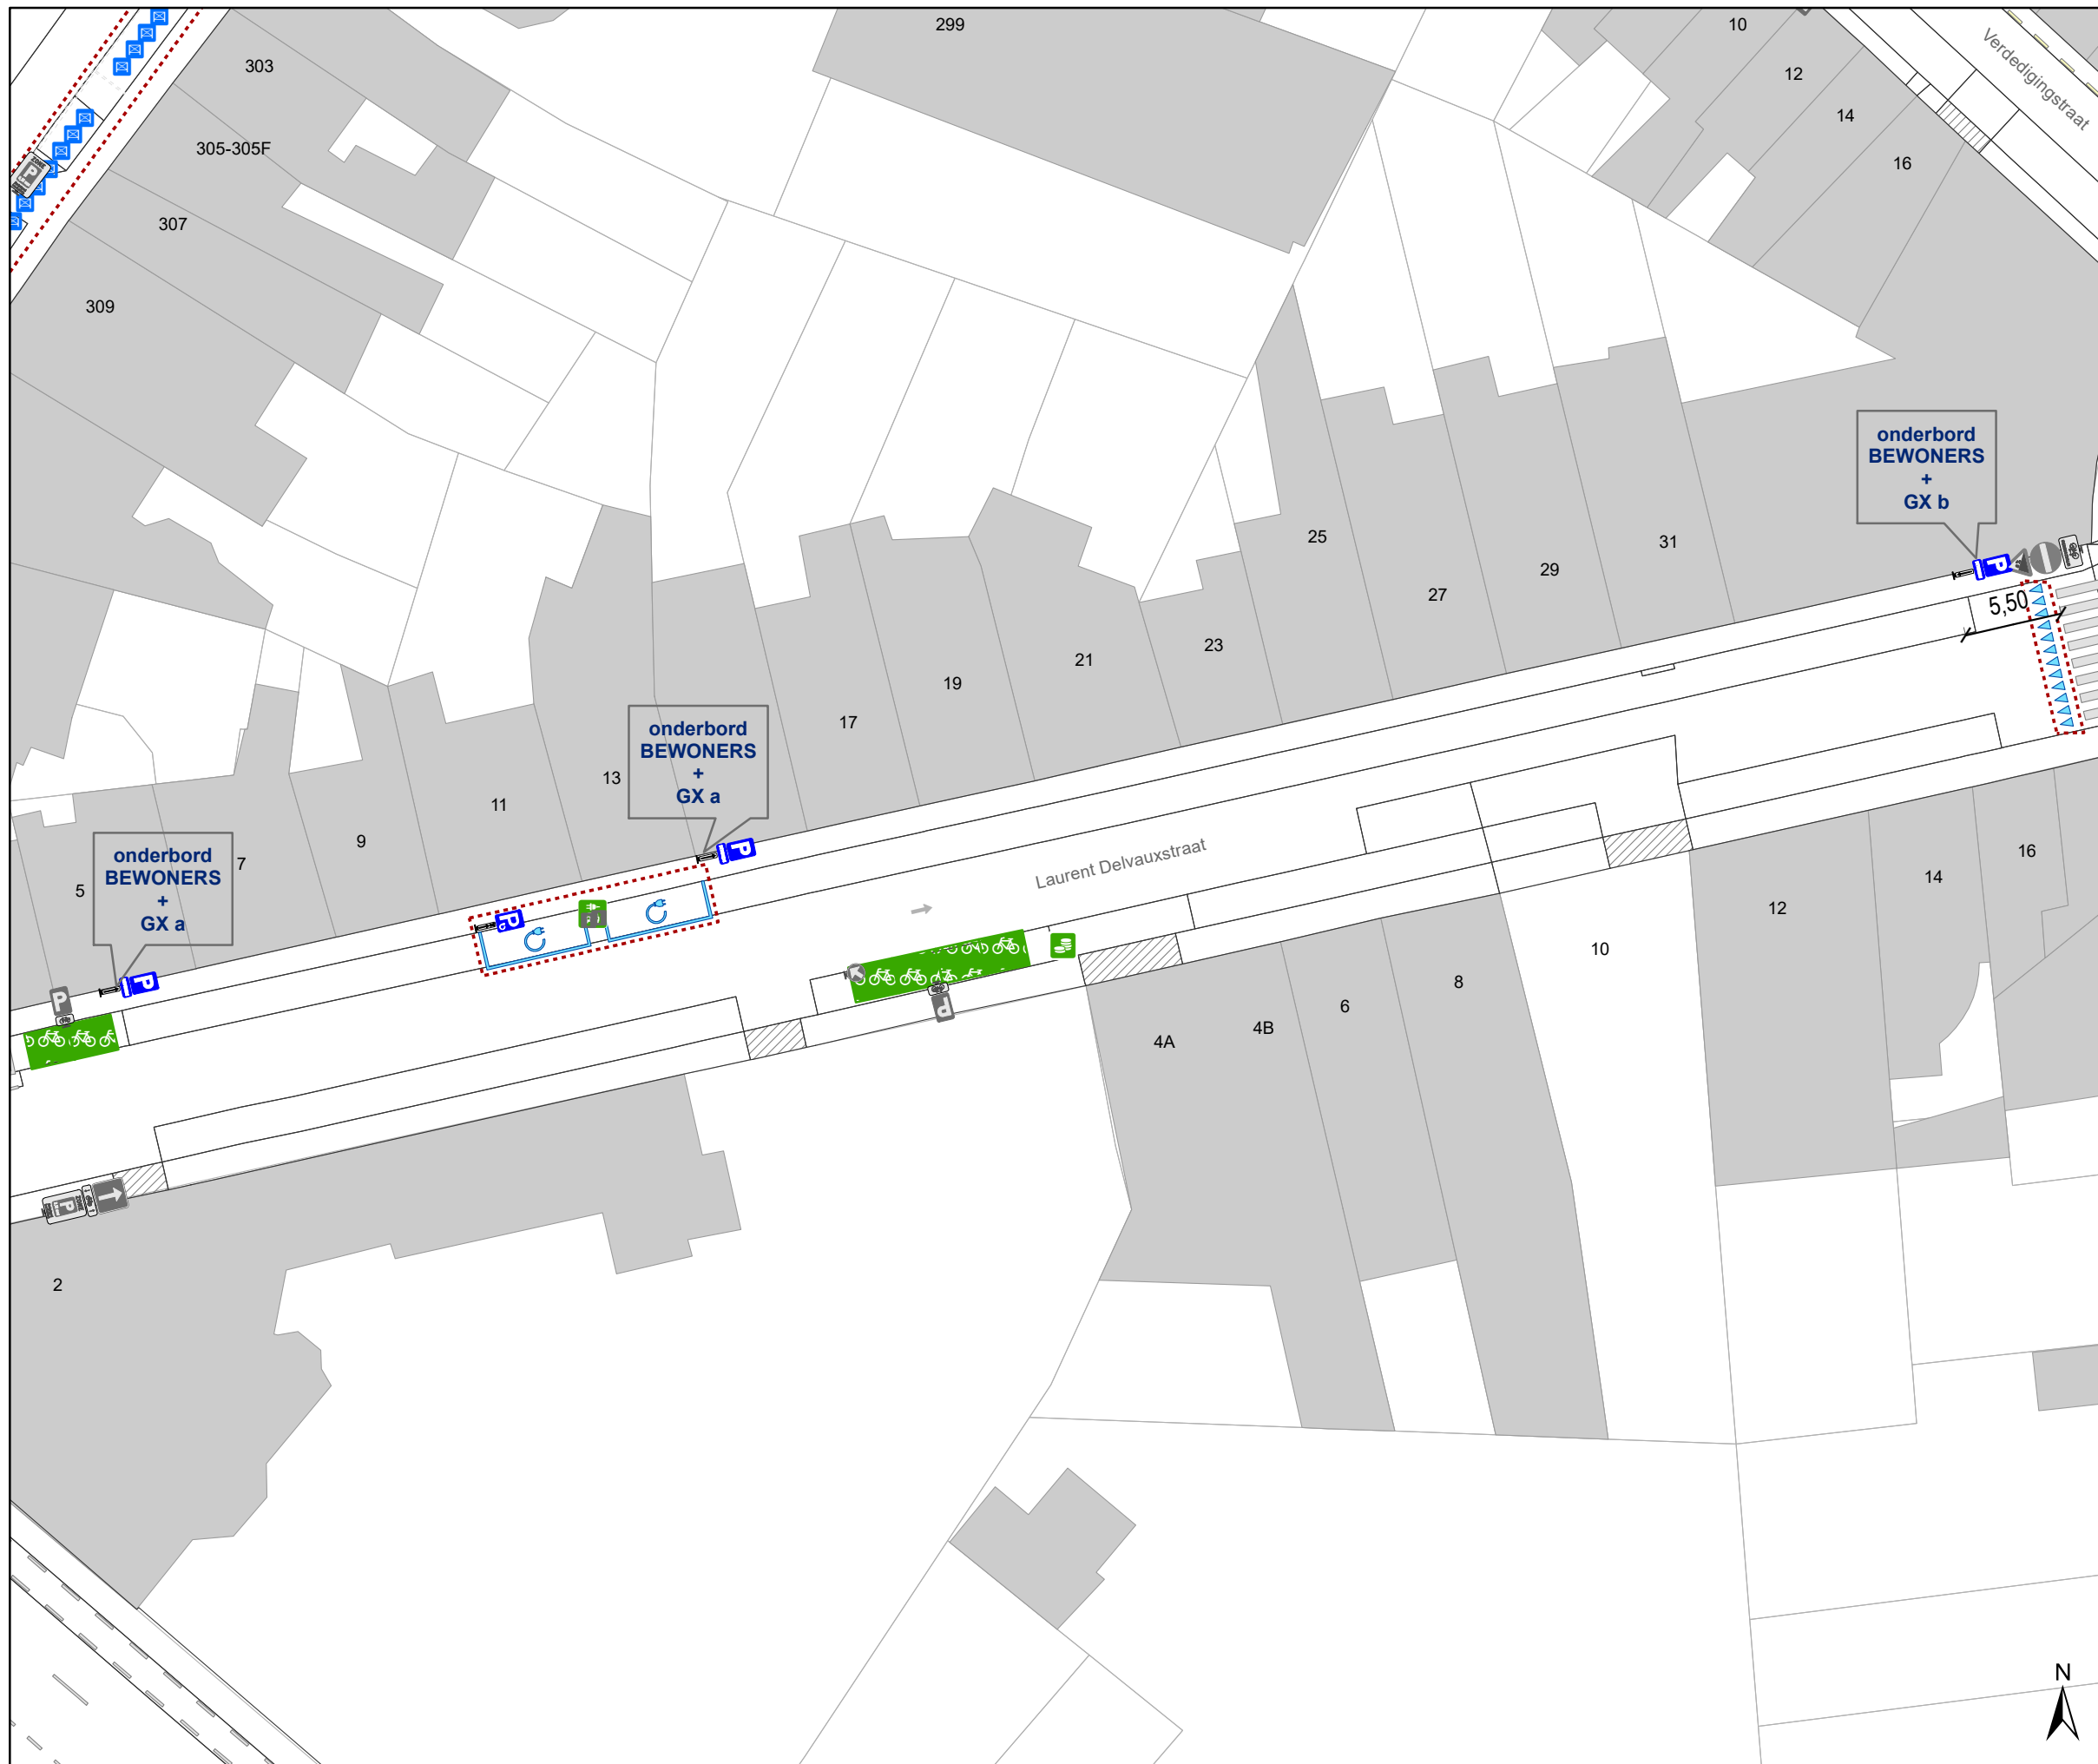 299
10
303
Verdedigingstraat
12
14
305-305F
16
307
309
onderbord
BEWONERS
+
GX b
25
31
29
27
5,50
23
21
19
17
onderbord
BEWONERS
+
GX a
13
11
9
7
5
onderbord
BEWONERS
+
GX a
Laurent Delvauxstraat
P
P
P
P
P
P
16
14
12
10
8
6
4B
4A
2
N